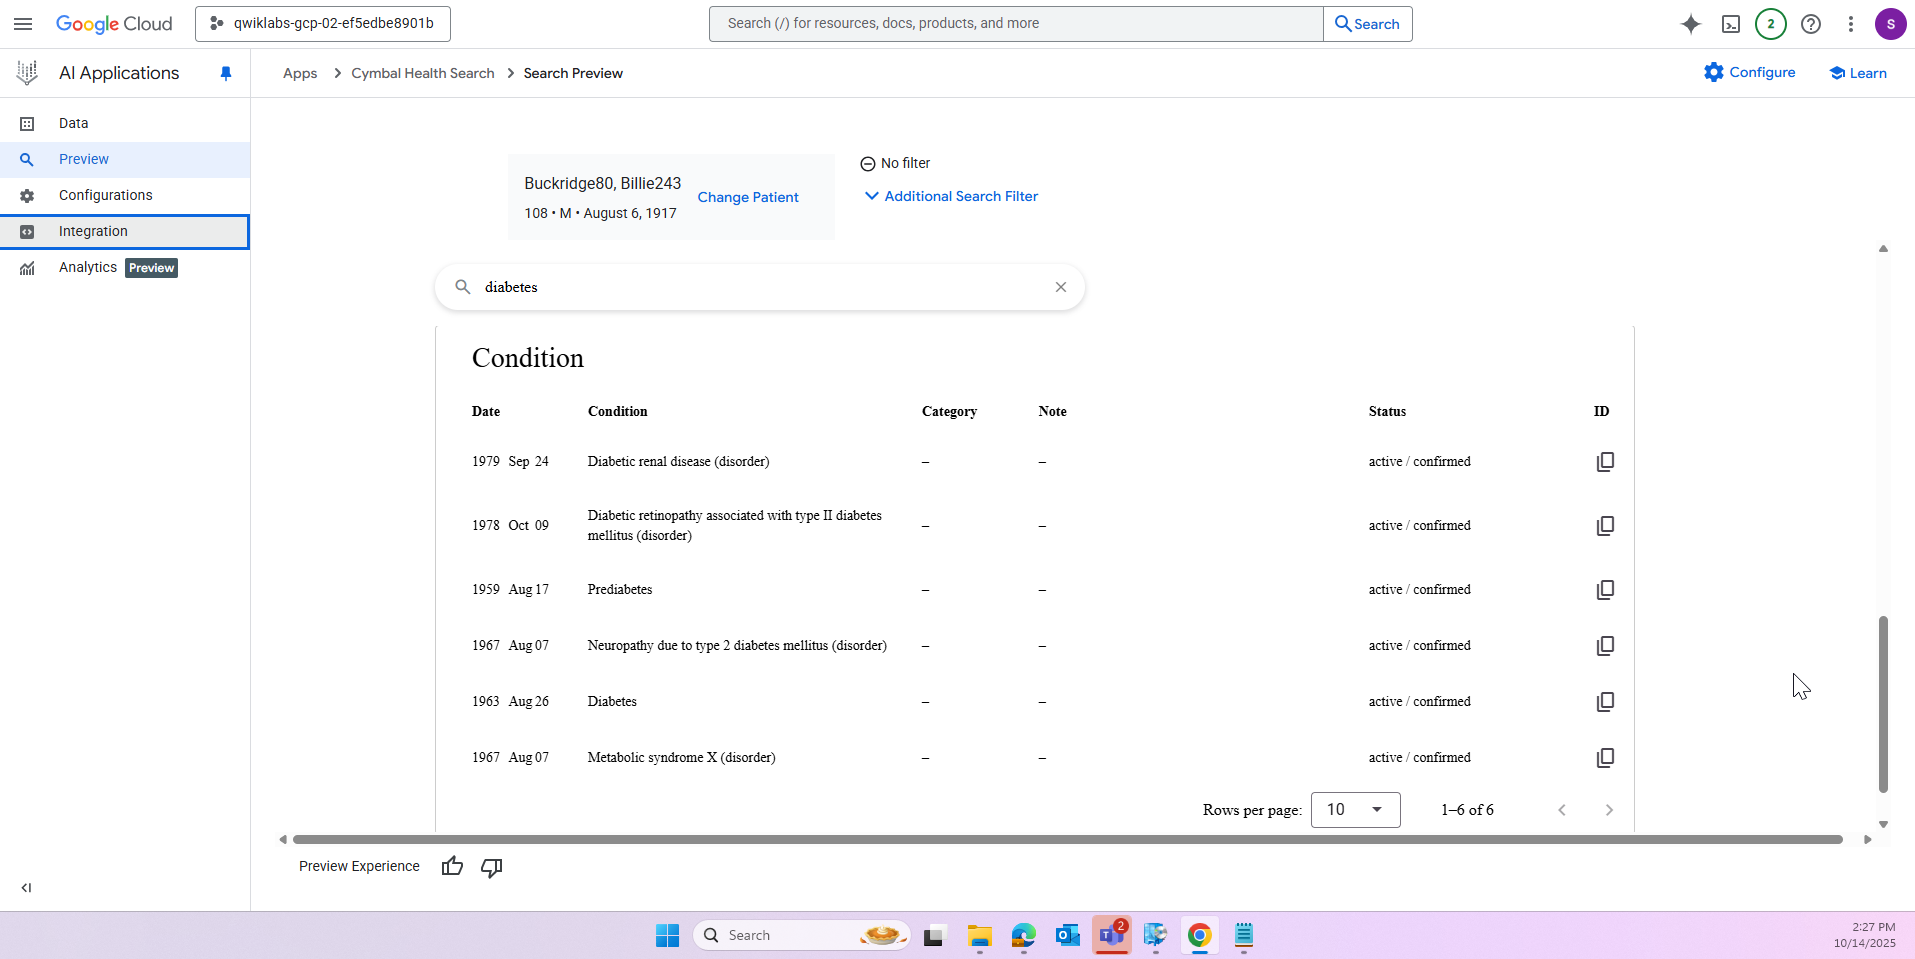 Google Cloud
qwiklabs-gcp-02-ef5edbe8901b
Search (/) for resources, docs, products, and more
Search
2
S
AI Applications
Apps
Cymbal Health Search
Search Preview
Configure
Learn
Data
Preview
Configurations
Integration
Analytics Preview
Buckridge80, Billie243
108 • M • August 6, 1917
Change Patient
No filter
Additional Search Filter
diabetes
Condition
Date Condition Category Note Status ID
1979 Sep 24 Diabetic renal disease (disorder) – – active / confirmed
1978 Oct 09 Diabetic retinopathy associated with type II diabetes
mellitus (disorder) – – active / confirmed
1959 Aug 17 Prediabetes – – active / confirmed
1967 Aug 07 Neuropathy due to type 2 diabetes mellitus (disorder) – – active / confirmed
1963 Aug 26 Diabetes – – active / confirmed
1967 Aug 07 Metabolic syndrome X (disorder) – – active / confirmed
Rows per page: 10 1–6 of 6
Preview Experience
Search
2
2:27 PM
10/14/2025